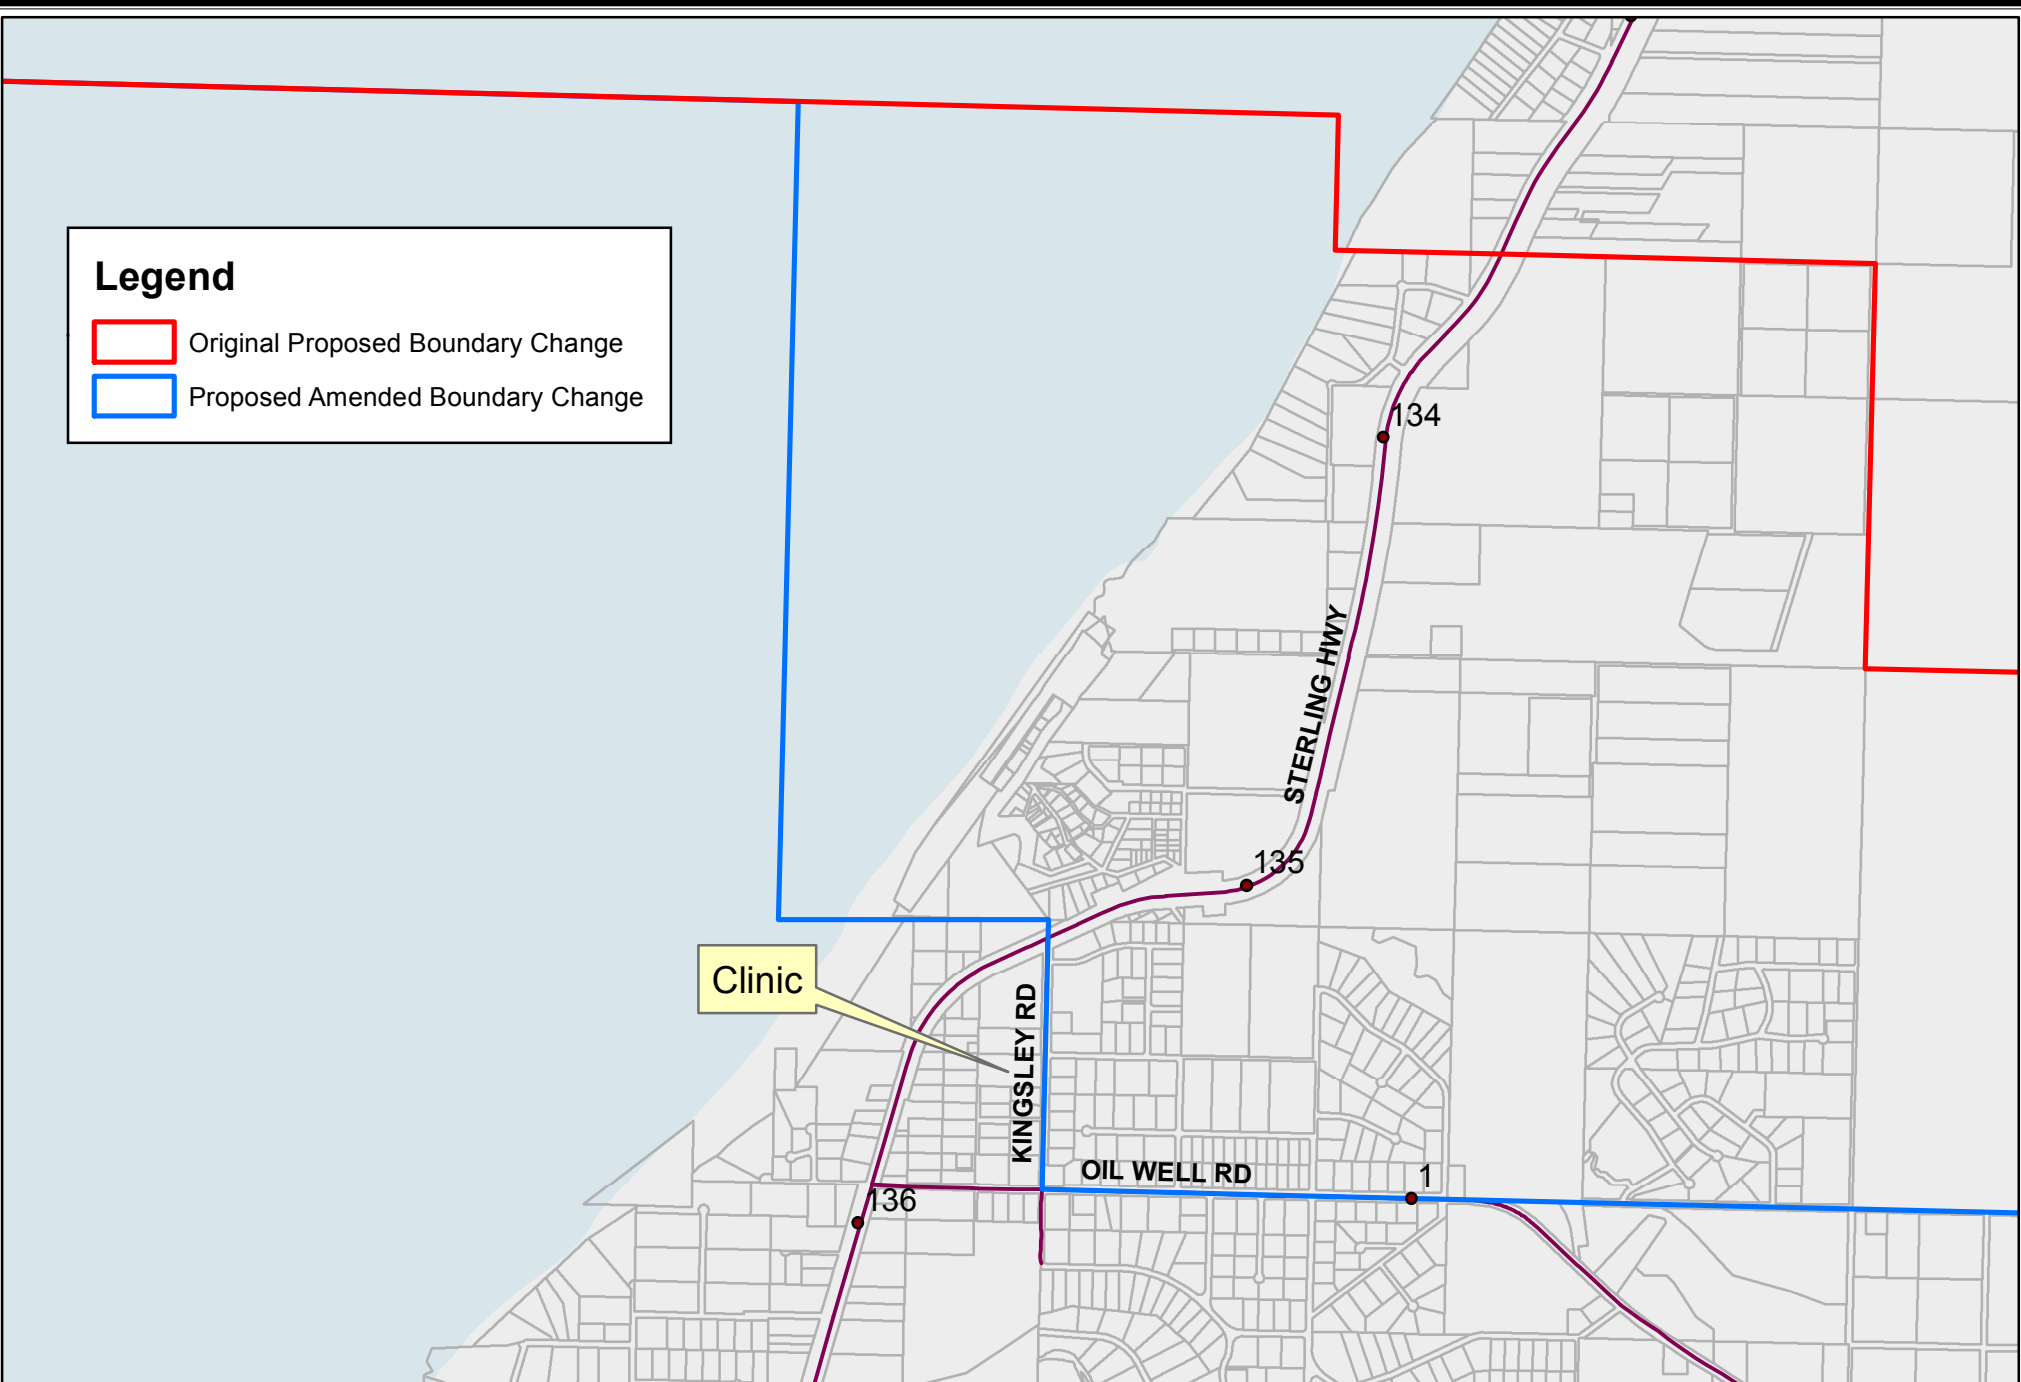 Legend
Original Proposed Boundary Change
Proposed Amended Boundary Change
134
STERLING HWY
135
Clinic
KINGSLEY RD
OIL WELL RD
1
136